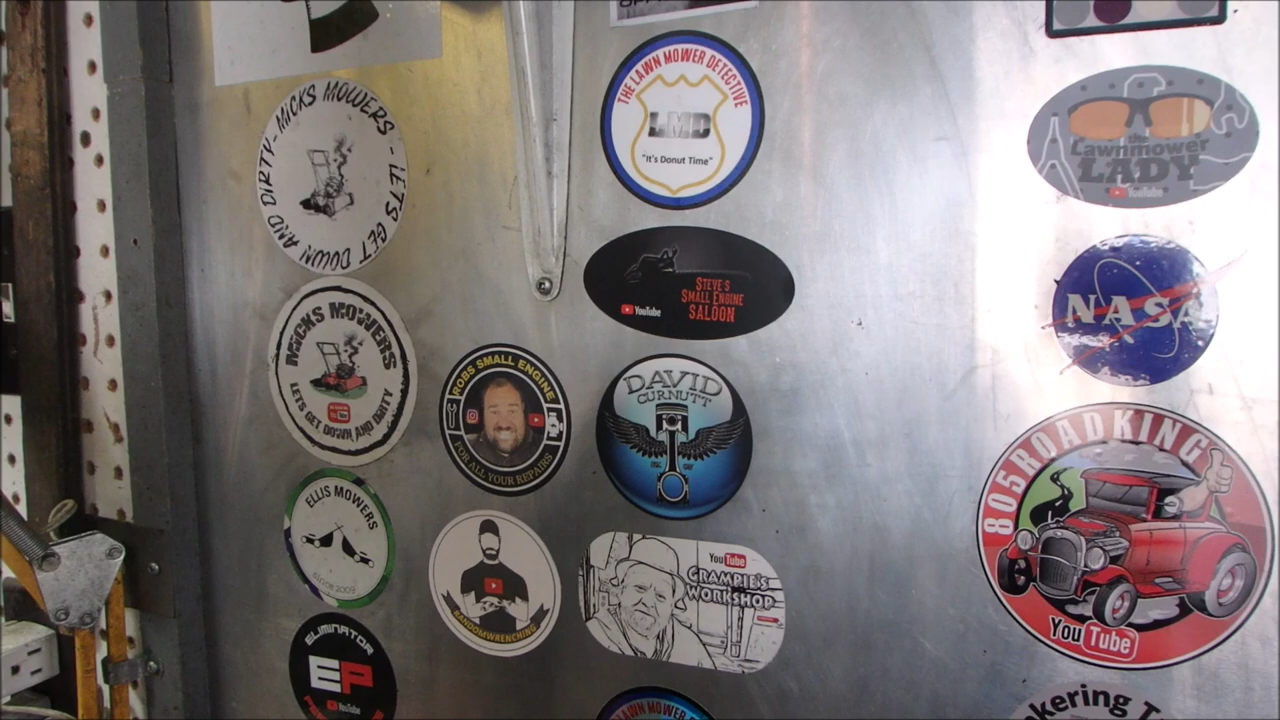 MiCKS MOWERS - LETS GET DOWN AND DIRTY-
MiCKS MOWERS
LETS GET DOWN AND DIRTY
ELLIS MOWERS
since 2009
ELIMINATOR
EP
YouTube
ROBS SMALL ENGINE
FOR ALL YOUR REPAIRS
RANDOMWRENCHING
THE LAWN MOWER DETECTIVE
LMD
"It's Donut Time"
STEVE'S
SMALL ENGINE
SALOON
YouTube
DAVID
CURNUTT
YouTube
GRAMPIE'S
WORKSHOP
LAWN MOWER
the
Lawnmower
LADY
YouTube
NASA
805ROADKING
YouTube